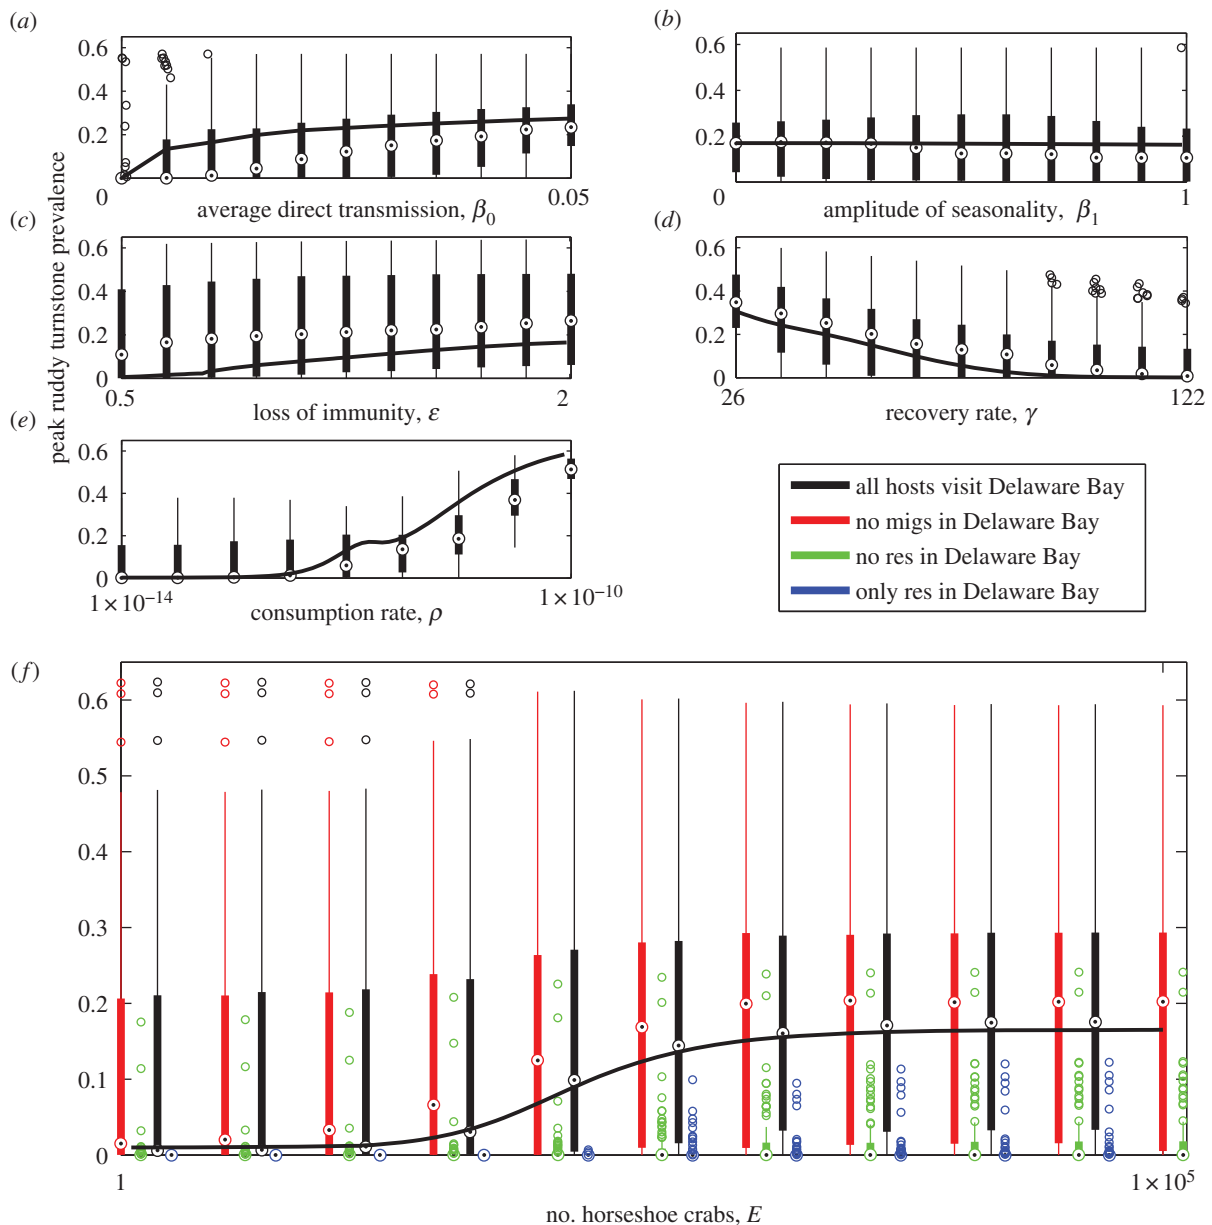 (a)
(b)
0.6
0.4
0.2
0
0.05
average direct transmission, β0
0.6
0.4
0.2
0
1
amplitude of seasonality, β1
(c)
(d)
0.6
0.4
0.2
0
0.5
2
loss of immunity, ε
0.6
0.4
0.2
0
26
122
recovery rate, γ
peak ruddy turnstone prevalence
(e)
0.6
0.4
0.2
0
1 × 10−14
1 × 10−10
consumption rate, ρ
all hosts visit Delaware Bay
no migs in Delaware Bay
no res in Delaware Bay
only res in Delaware Bay
(f)
0.6
0.5
0.4
0.3
0.2
0.1
0
1
1 × 105
no. horseshoe crabs, E